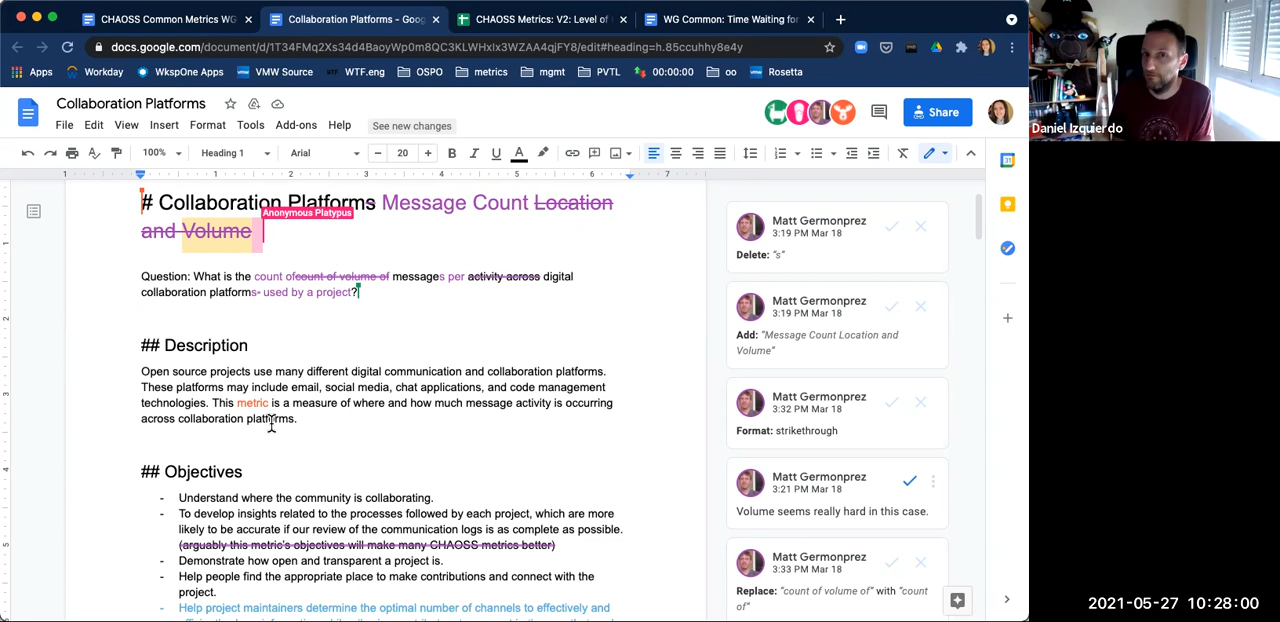 CHAOSS Common Metrics WG
Collaboration Platforms – Goog
CHAOSS Metrics: V2: Level of
WG Common: Time Waiting for
docs.google.com/document/d/1T34FMq2Xs34d4BaoyWp0m8QC3KLWHxIx3WZAA4qjFY8/edit#heading=h.85ccuhhy8e4y
Apps
Workday
WkspOne Apps
VMW Source
WTF.eng
OSPO
metrics
mgmt
PVTL
00:00:00
oo
Rosetta
Collaboration Platforms
File Edit View Insert Format Tools Add-ons Help See new changes
Share
100% Heading 1 Arial 20 B I U A
1 1 2 3 4 5 6 7
# Collaboration Platforms Message Count Location
Anonymous Platypus
and Volume
Question: What is the count ofcount of volume of messages per activity across digital
collaboration platforms- used by a project?
## Description
Open source projects use many different digital communication and collaboration platforms.
These platforms may include email, social media, chat applications, and code management
technologies. This metric is a measure of where and how much message activity is occurring
across collaboration platforms.
## Objectives
- Understand where the community is collaborating.
- To develop insights related to the processes followed by each project, which are more
likely to be accurate if our review of the communication logs is as complete as possible.
(arguably this metric's objectives will make many CHAOSS metrics better)
- Demonstrate how open and transparent a project is.
- Help people find the appropriate place to make contributions and connect with the
project.
- Help project maintainers determine the optimal number of channels to effectively and
Matt Germonprez
3:19 PM Mar 18
Delete: "s"
Matt Germonprez
3:19 PM Mar 18
Add: "Message Count Location and
Volume"
Matt Germonprez
3:32 PM Mar 18
Format: strikethrough
Matt Germonprez
3:21 PM Mar 18
Volume seems really hard in this case.
Matt Germonprez
3:33 PM Mar 18
Replace: "count of volume of" with "count
of"
Daniel Izquierdo
2021-05-27 10:28:00